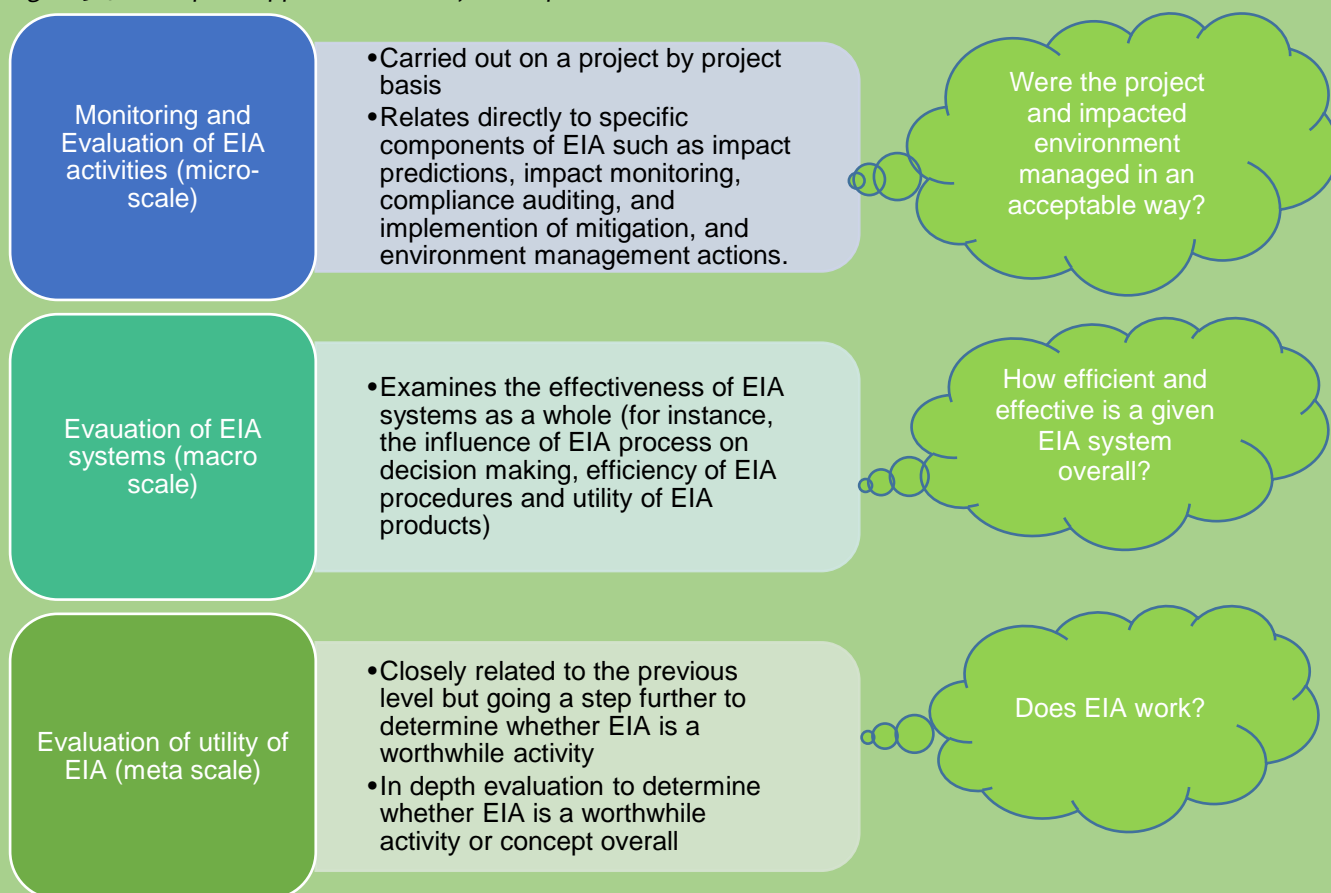 Monitoring and
Evaluation of EIA
activities (micro-
scale)
•Carried out on a project by project
basis
•Relates directly to specific
components of EIA such as impact
predictions, impact monitoring,
compliance auditing, and
implemention of mitigation, and
environment management actions.
Were the project
and impacted
environment
managed in an
acceptable way?
Evauation of EIA
systems (macro
scale)
•Examines the effectiveness of EIA
systems as a whole (for instance,
the influence of EIA process on
decision making, efficiency of EIA
procedures and utility of EIA
products)
How efficient and
effective is a given
EIA system
overall?
Evaluation of utility of
EIA (meta scale)
•Closely related to the previous
level but going a step further to
determine whether EIA is a
worthwhile activity
•In depth evaluation to determine
whether EIA is a worthwhile
activity or concept overall
Does EIA work?